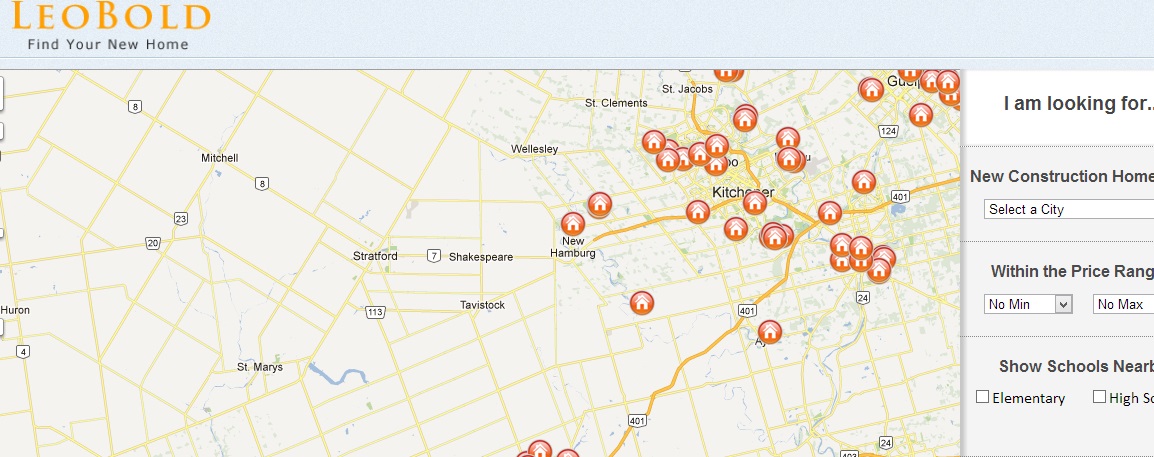 LEOBOLD
Find Your New Home
I am looking for..
New Construction Home
Select a City
Within the Price Rang
No Min
No Max
Show Schools Nearb
Elementary
High Sc
St. Jacobs
St. Clements
8
124
Mitchell
Wellesley
8
Kitchener
401
23
20
New
Hamburg
Stratford
7
Shakespeare
Tavistock
24
Huron
113
401
4
St. Marys
401
24
403